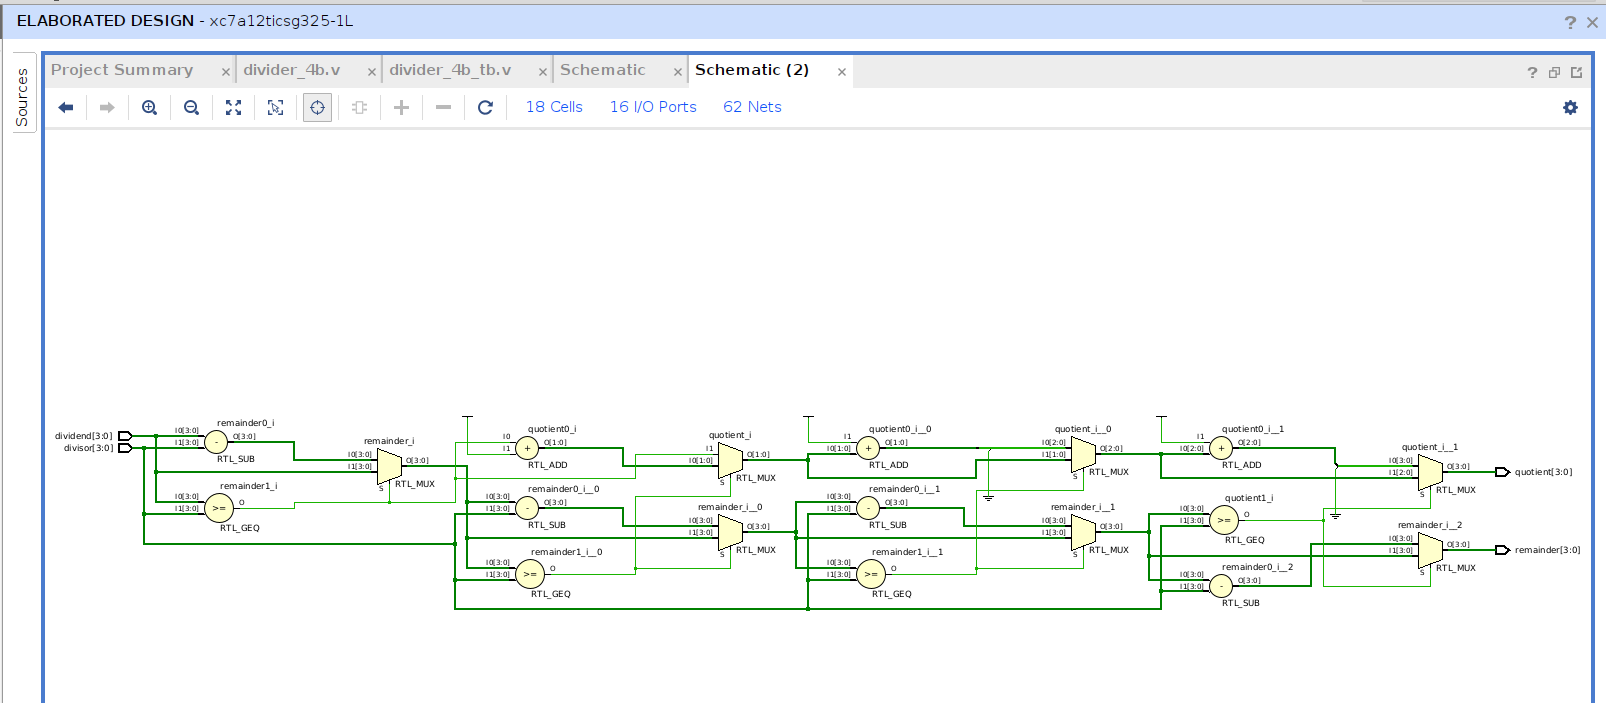 ELABORATED DESIGN - xc7a12ticsg325-1L
Sources
Project Summary
divider_4b.v
divider_4b_tb.v
Schematic
Schematic (2)
18 Cells
16 I/O Ports
62 Nets
dividend[3:0]
divisor[3:0]
remainder0_i
I0[3:0]
I1[3:0]
O[3:0]
-
RTL_SUB
remainder1_i
I0[3:0]
I1[3:0]
O
>=
RTL_GEQ
remainder_i
I0[3:0]
I1[3:0]
O[3:0]
S
RTL_MUX
quotient0_i
I0
I1
O[1:0]
+
RTL_ADD
remainder0_i__0
I0[3:0]
I1[3:0]
O[3:0]
-
RTL_SUB
remainder1_i__0
I0[3:0]
I1[3:0]
O
>=
RTL_GEQ
quotient_i
I1
I0[1:0]
O[1:0]
S
RTL_MUX
remainder_i__0
I0[3:0]
I1[3:0]
O[3:0]
S
RTL_MUX
quotient0_i__0
I1
I0[1:0]
O[1:0]
+
RTL_ADD
remainder0_i__1
I0[3:0]
I1[3:0]
O[3:0]
-
RTL_SUB
remainder1_i__1
I0[3:0]
I1[3:0]
O
>=
RTL_GEQ
quotient_i__0
I0[2:0]
I1[1:0]
O[2:0]
S
RTL_MUX
remainder_i__1
I0[3:0]
I1[3:0]
O[3:0]
S
RTL_MUX
quotient0_i__1
I1
I0[2:0]
O[2:0]
+
RTL_ADD
quotient1_i
I0[3:0]
I1[3:0]
O
>=
RTL_GEQ
remainder0_i__2
I0[3:0]
I1[3:0]
O[3:0]
-
RTL_SUB
quotient_i__1
I0[3:0]
I1[2:0]
O[3:0]
S
RTL_MUX
remainder_i__2
I0[3:0]
I1[3:0]
O[3:0]
S
RTL_MUX
quotient[3:0]
remainder[3:0]